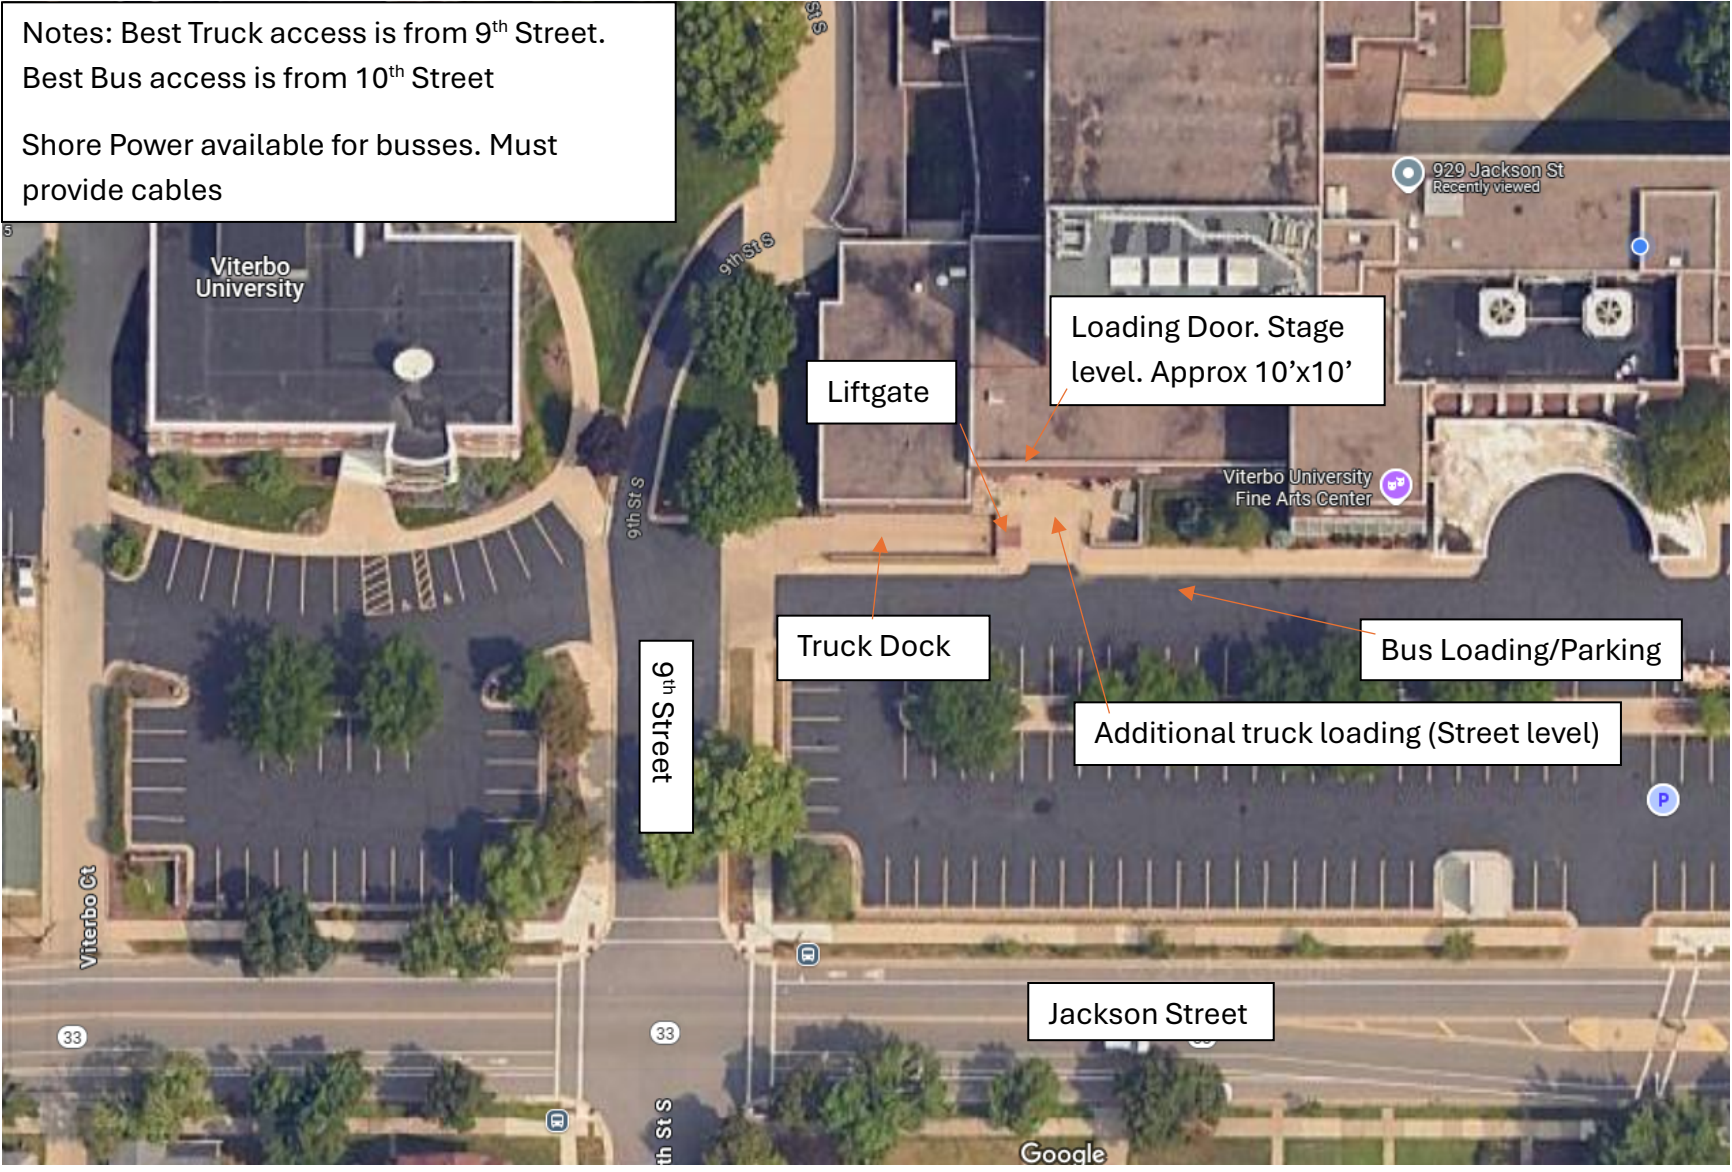 Notes: Best Truck access is from 9th Street.
Best Bus access is from 10th Street
Shore Power available for busses. Must
provide cables
St S
5
929 Jackson St
Recently viewed
9th St S
Viterbo
University
Loading Door. Stage
level. Approx 10’x10’
Liftgate
Viterbo University
Fine Arts Center
9th St S
Truck Dock
Bus Loading/Parking
9th Street
Additional truck loading (Street level)
P
Viterbo Ct
Jackson Street
33
33
th St S
Google